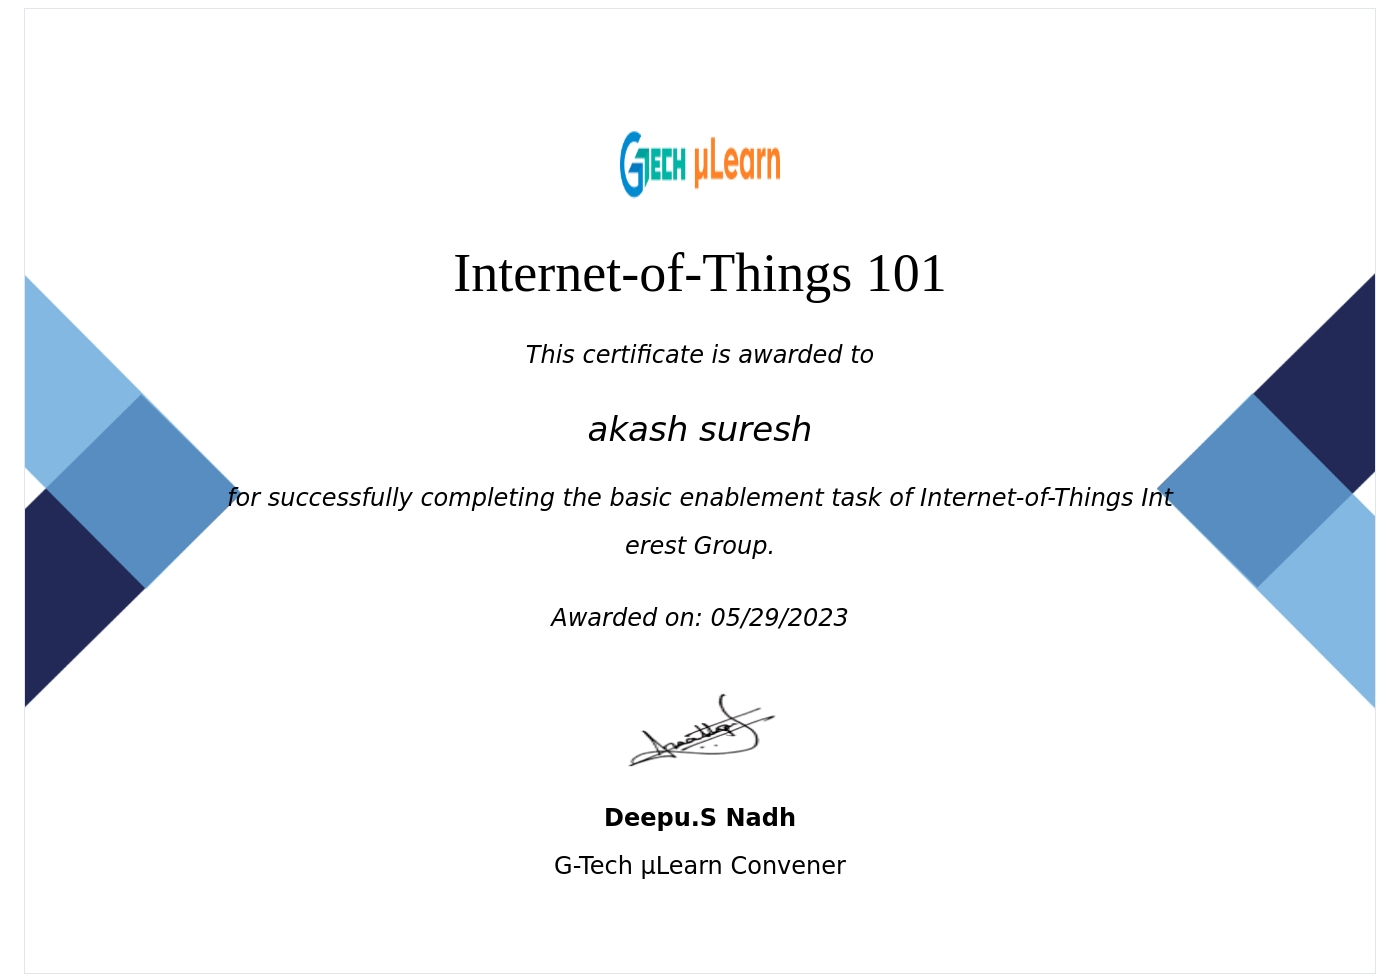 GTECH µLearn
Internet-of-Things 101
This certificate is awarded to
akash suresh
for successfully completing the basic enablement task of Internet-of-Things Int
erest Group.
Awarded on: 05/29/2023
Deepu.S Nadh
G-Tech µLearn Convener